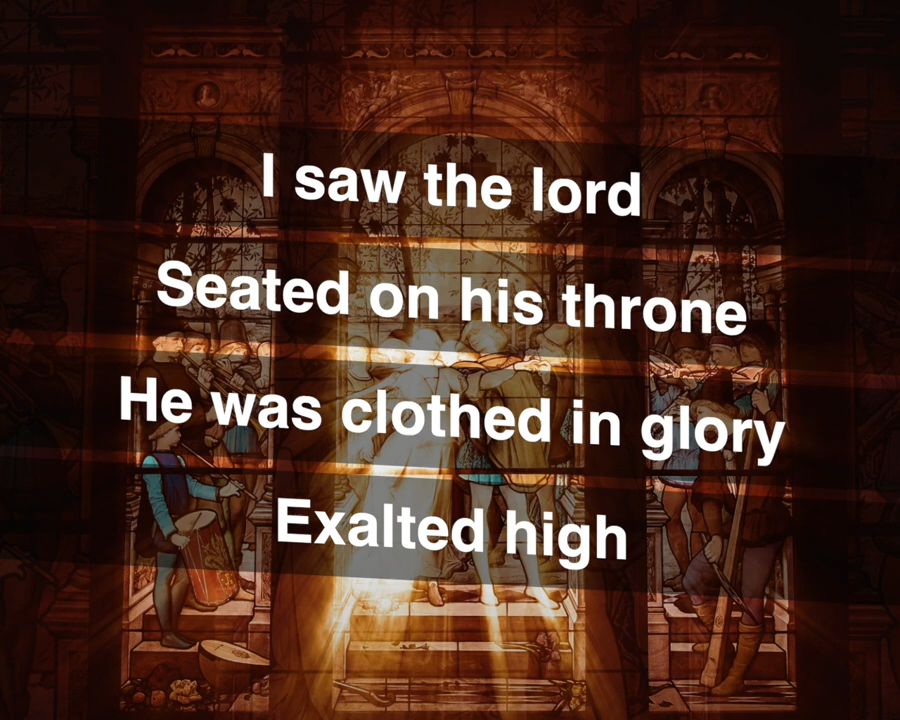 I saw the lord
Seated on his throne
He was clothed in glory
Exalted high